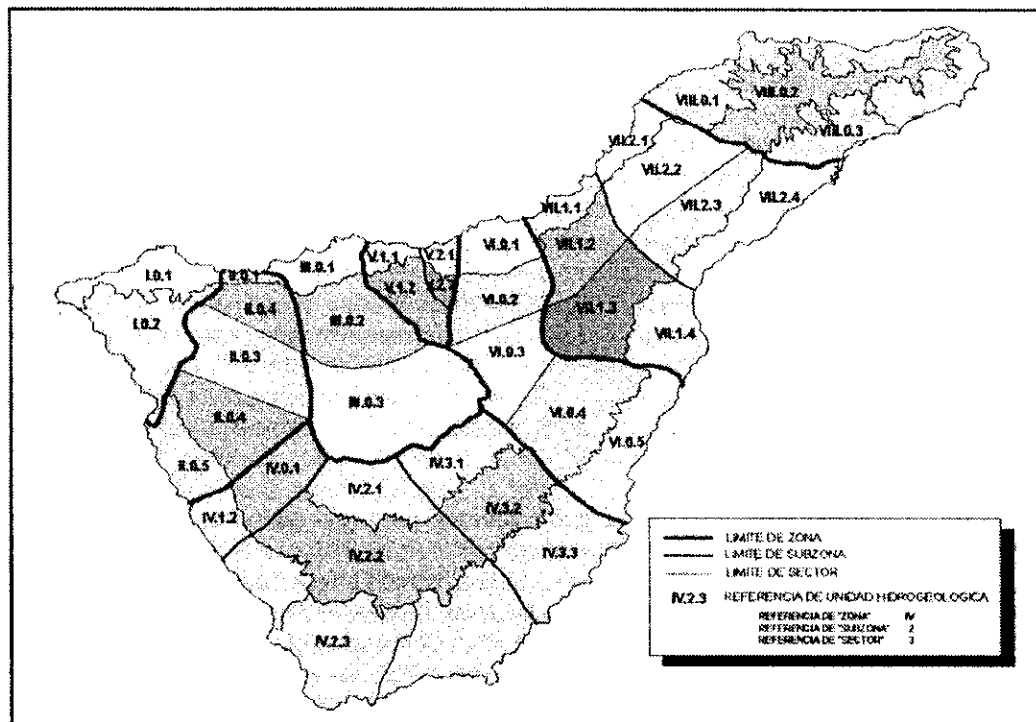 VIII.0.1
VIII.0.2
VIII.0.3
VII.2.1
VII.2.2
VII.2.3
VII.2.4
VII.1.1
VII.1.2
VII.1.3
VII.1.4
VI.0.1
VI.0.2
VI.0.3
VI.0.4
VI.0.5
V.1.1
V.1.2
V.2.1
III.0.1
III.0.2
III.0.3
I.0.1
I.0.2
II.0.1
II.0.4
II.0.3
II.0.4
II.0.5
IV.0.1
IV.1.2
IV.2.1
IV.2.2
IV.2.3
IV.3.1
IV.3.2
IV.3.3
LIMITE DE ZONA
LIMITE DE SUBZONA
LIMITE DE SECTOR
IV.2.3 REFERENCIA DE UNIDAD HIDROGEOLOGICA
REFERENCIA DE "ZONA" IV
REFERENCIA DE "SUBZONA" 2
REFERENCIA DE "SECTOR" 3